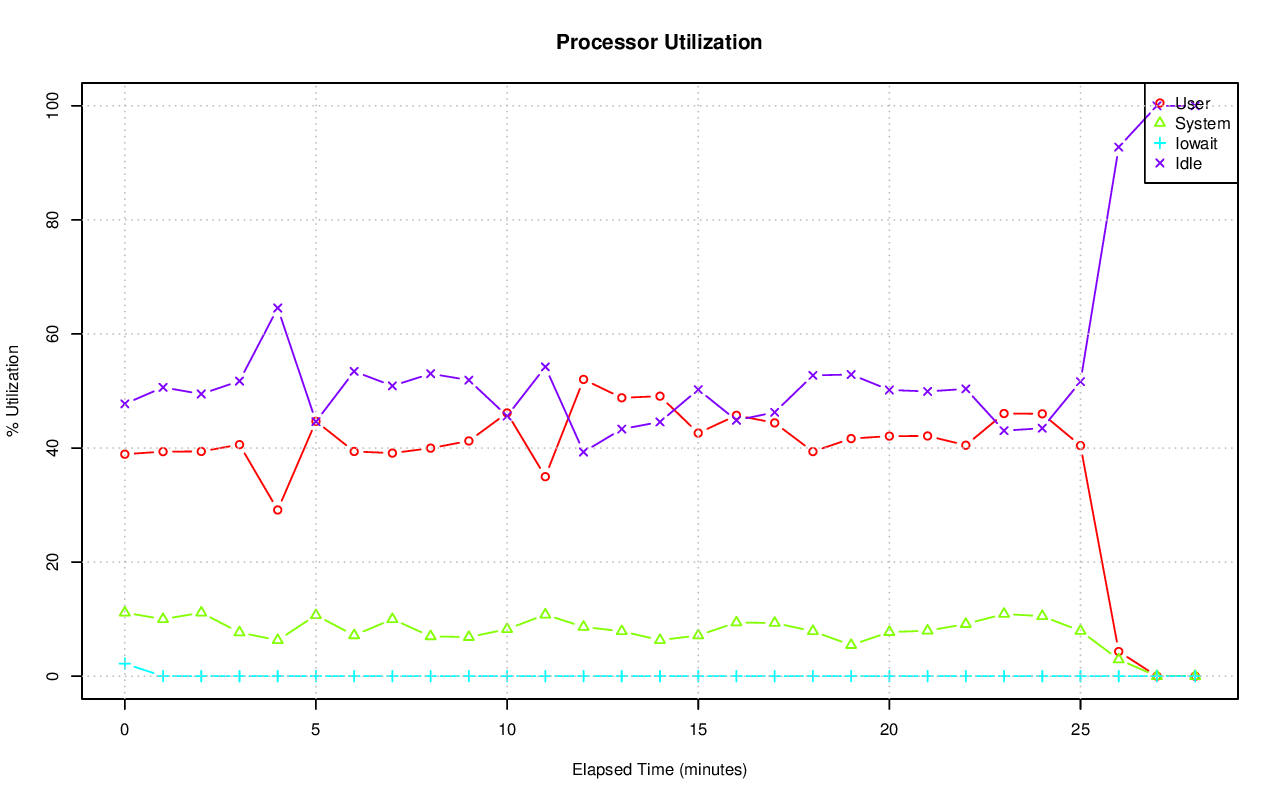 Processor Utilization
100
80
60
40
20
0
% Utilization
User
System
Iowait
Idle
0 5 10 15 20 25
Elapsed Time (minutes)